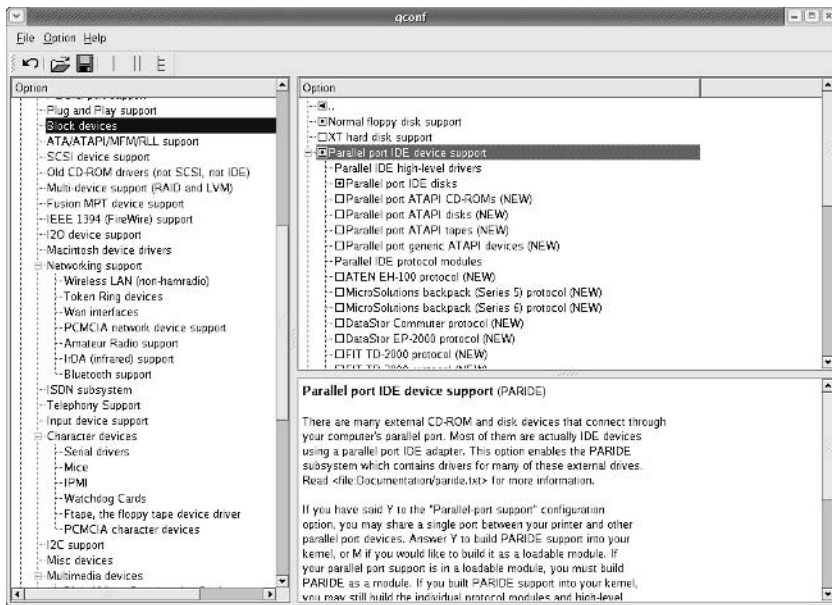 qconf
File Option Help
Option
Plug and Play support
Block devices
ATA/ATAPI/MFM/RLL support
SCSI device support
Old CD-ROM drivers (not SCSI, not IDE)
Multi-device support (RAID and LVM)
Fusion MPT device support
IEEE 1394 (FireWire) support
I2O device support
Macintosh device drivers
Networking support
Wireless LAN (non-hamradio)
Token Ring devices
Wan interfaces
PCMCIA network device support
Amateur Radio support
IrDA (infrared) support
Bluetooth support
ISDN subsystem
Telephony Support
Input device support
Character devices
Serial drivers
Mice
IPMI
Watchdog Cards
Ftape, the floppy tape device driver
PCMCIA character devices
I2C support
Misc devices
Multimedia devices
Option
..
Normal floppy disk support
XT hard disk support
Parallel port IDE device support
Parallel IDE high-level drivers
Parallel port IDE disks
Parallel port ATAPI CD-ROMs (NEW)
Parallel port ATAPI disks (NEW)
Parallel port ATAPI tapes (NEW)
Parallel port generic ATAPI devices (NEW)
Parallel IDE protocol modules
ATEN EH-100 protocol (NEW)
MicroSolutions backpack (Series 5) protocol (NEW)
MicroSolutions backpack (Series 6) protocol (NEW)
DataStor Commuter protocol (NEW)
DataStor EP-2000 protocol (NEW)
FIT TD-2000 protocol (NEW)
Parallel port IDE device support (PARIDE)
There are many external CD-ROM and disk devices that connect through
your computer's parallel port. Most of them are actually IDE devices
using a parallel port IDE adapter. This option enables the PARIDE
subsystem which contains drivers for many of these external drives.
Read <file:Documentation/paride.txt> for more information.
If you have said Y to the "Parallel-port support" configuration
option, you may share a single port between your printer and other
parallel port devices. Answer Y to build PARIDE support into your
kernel, or M if you would like to build it as a loadable module. If
your parallel port support is in a loadable module, you must build
PARIDE as a module. If you built PARIDE support into your kernel,
you may still build the individual protocol modules and high-level